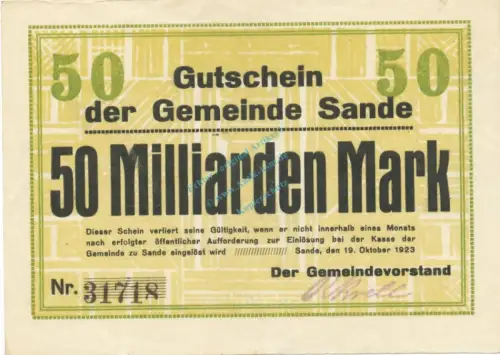 50 50
Gutschein
der Gemeinde Sande
50 Milliarden Mark
Dieser Schein verliert seine Gültigkeit, wenn er nicht innerhalb eines Monats
nach erfolgter öffentlicher Aufforderung zur Einlösung bei der Kasse der
Gemeinde zu Sande eingelöst wird ////////////// Sande, den 19. Oktober 1923
Der Gemeindevorstand
Nr. 31718